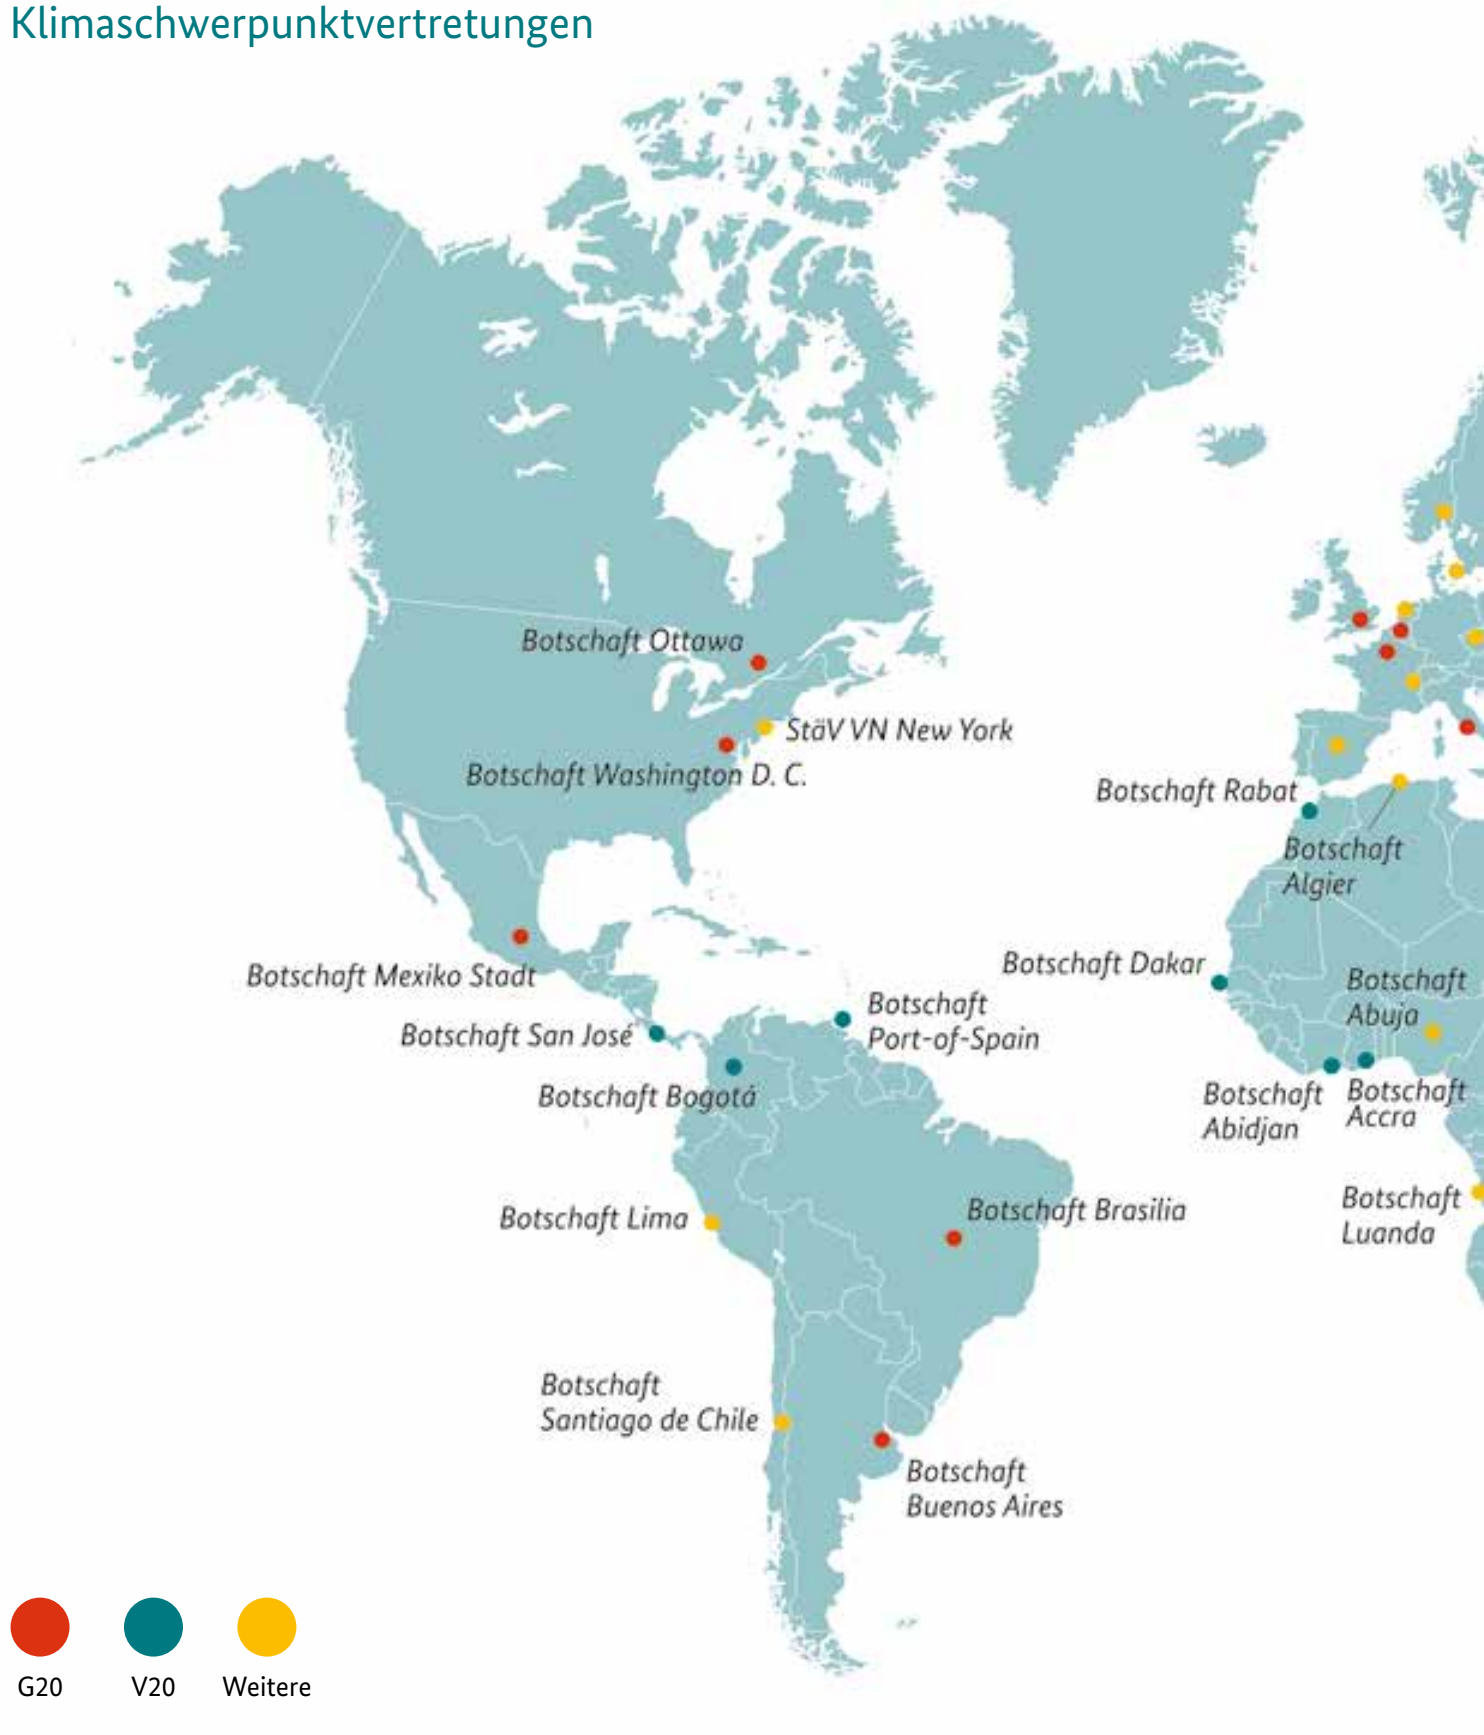 Klimaschwerpunktvertretungen
Botschaft Ottawa
StäV VN New York
Botschaft Washington D. C.
Botschaft Rabat
Botschaft
Algier
Botschaft Mexiko Stadt
Botschaft Dakar
Botschaft
Abuja
Botschaft San José
Botschaft
Port-of-Spain
Botschaft Bogotá
Botschaft
Abidjan
Botschaft
Accra
Botschaft Lima
Botschaft Brasilia
Botschaft
Luanda
Botschaft
Santiago de Chile
Botschaft
Buenos Aires
G20
V20
Weitere